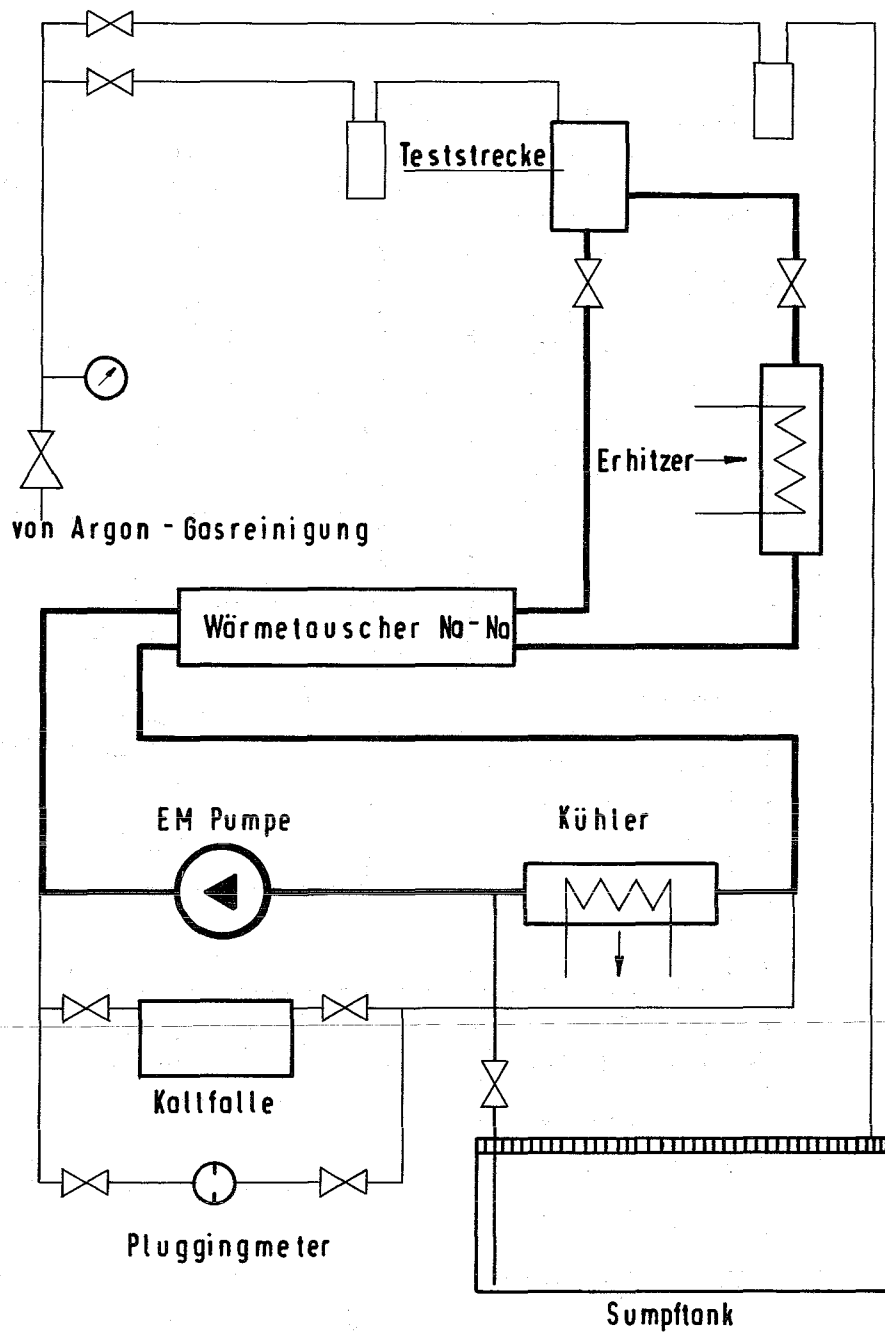 Teststrecke
Erhitzer
von Argon - Gasreinigung
Wärmetauscher Na-Na
EM Pumpe
Kühler
Kaltfalle
Pluggingmeter
Sumpftank